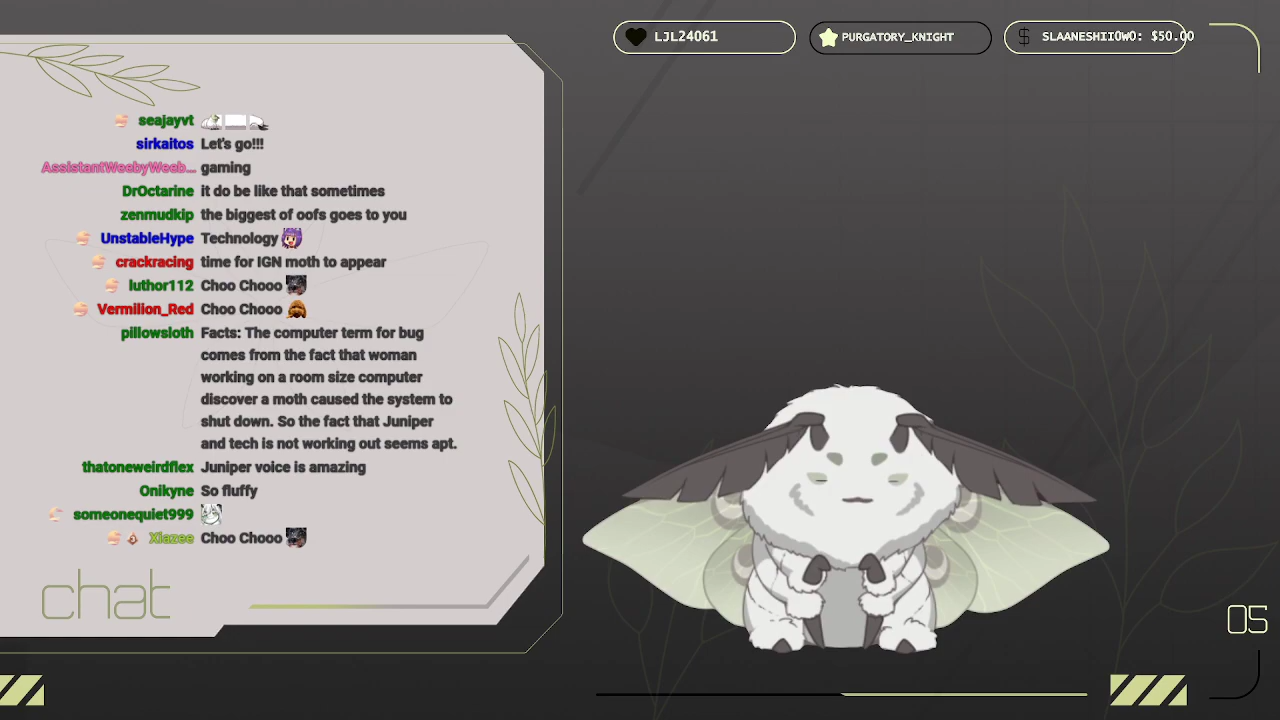 LJL24061
PURGATORY_KNIGHT
SLAANESHII0W0: $50.00
seajayvt
sirkaitos Let's go!!!
AssistantWeebyWeeb... gaming
DrOctarine it do be like that sometimes
zenmudkip the biggest of oofs goes to you
UnstableHype Technology
crackracing time for IGN moth to appear
luthor112 Choo Chooo
Vermilion_Red Choo Chooo
pillowsloth Facts: The computer term for bug
comes from the fact that woman
working on a room size computer
discover a moth caused the system to
shut down. So the fact that Juniper
and tech is not working out seems apt.
thatoneweirdflex Juniper voice is amazing
Onikyne So fluffy
someonequiet999
Xiazee Choo Chooo
chat
05